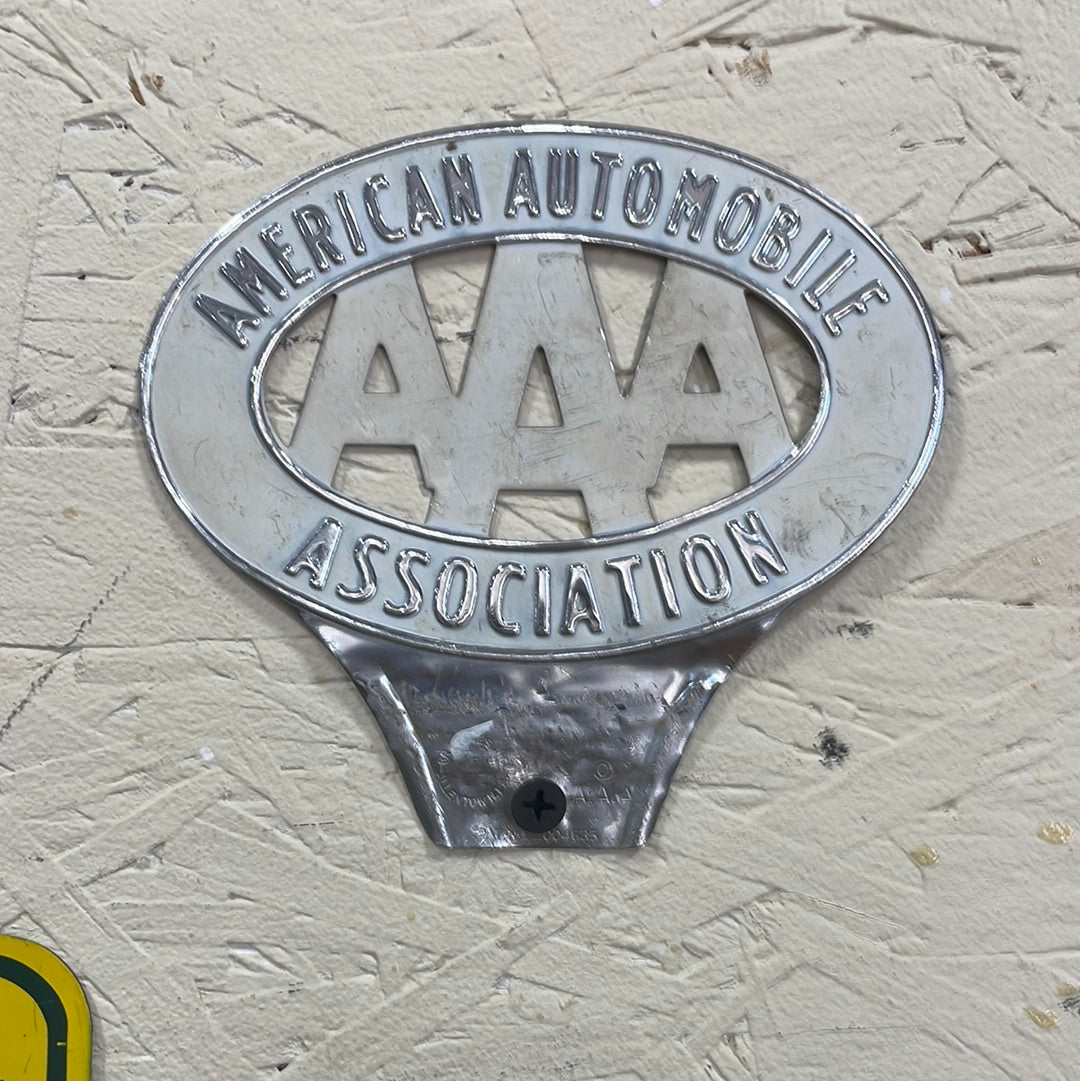 AMERICAN AUTOMOBILE
AAA
ASSOCIATION
©
A.A.A.